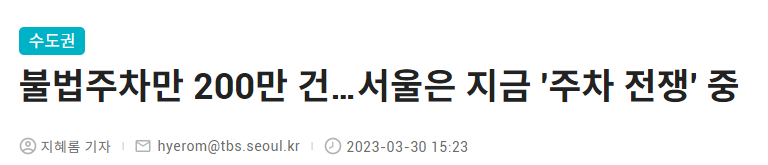 수도권
불법주차만 200만 건...서울은 지금 '주차 전쟁' 중
지혜롬 기자 hyerom@tbs.seoul.kr 2023-03-30 15:23